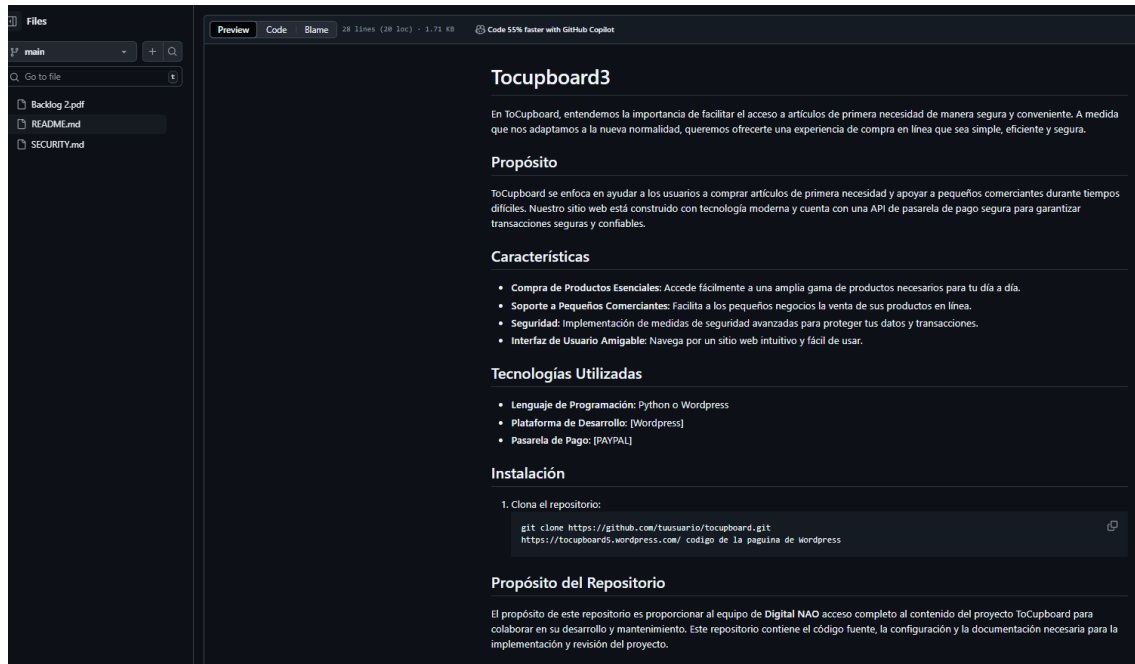 Files
main
Go to file
t
Backlog 2.pdf
README.md
SECURITY.md
Preview Code Blame 28 lines (20 loc) · 1.71 KB Code 55% faster with GitHub Copilot
Tocupboard3
En ToCupboard, entendemos la importancia de facilitar el acceso a artículos de primera necesidad de manera segura y conveniente. A medida
que nos adaptamos a la nueva normalidad, queremos ofrecerte una experiencia de compra en línea que sea simple, eficiente y segura.
Propósito
ToCupboard se enfoca en ayudar a los usuarios a comprar artículos de primera necesidad y apoyar a pequeños comerciantes durante tiempos
difíciles. Nuestro sitio web está construido con tecnología moderna y cuenta con una API de pasarela de pago segura para garantizar
transacciones seguras y confiables.
Características
• Compra de Productos Esenciales: Accede fácilmente a una amplia gama de productos necesarios para tu día a día.
• Soporte a Pequeños Comerciantes: Facilita a los pequeños negocios la venta de sus productos en línea.
• Seguridad: Implementación de medidas de seguridad avanzadas para proteger tus datos y transacciones.
• Interfaz de Usuario Amigable: Navega por un sitio web intuitivo y fácil de usar.
Tecnologías Utilizadas
• Lenguaje de Programación: Python o Wordpress
• Plataforma de Desarrollo: [Wordpress]
• Pasarela de Pago: [PAYPAL]
Instalación
1. Clona el repositorio:
git clone https://github.com/tuusuario/tocupboard.git
https://tocupboard5.wordpress.com/ codigo de la paguina de Wordpress
Propósito del Repositorio
El propósito de este repositorio es proporcionar al equipo de Digital NAO acceso completo al contenido del proyecto ToCupboard para
colaborar en su desarrollo y mantenimiento. Este repositorio contiene el código fuente, la configuración y la documentación necesaria para la
implementación y revisión del proyecto.